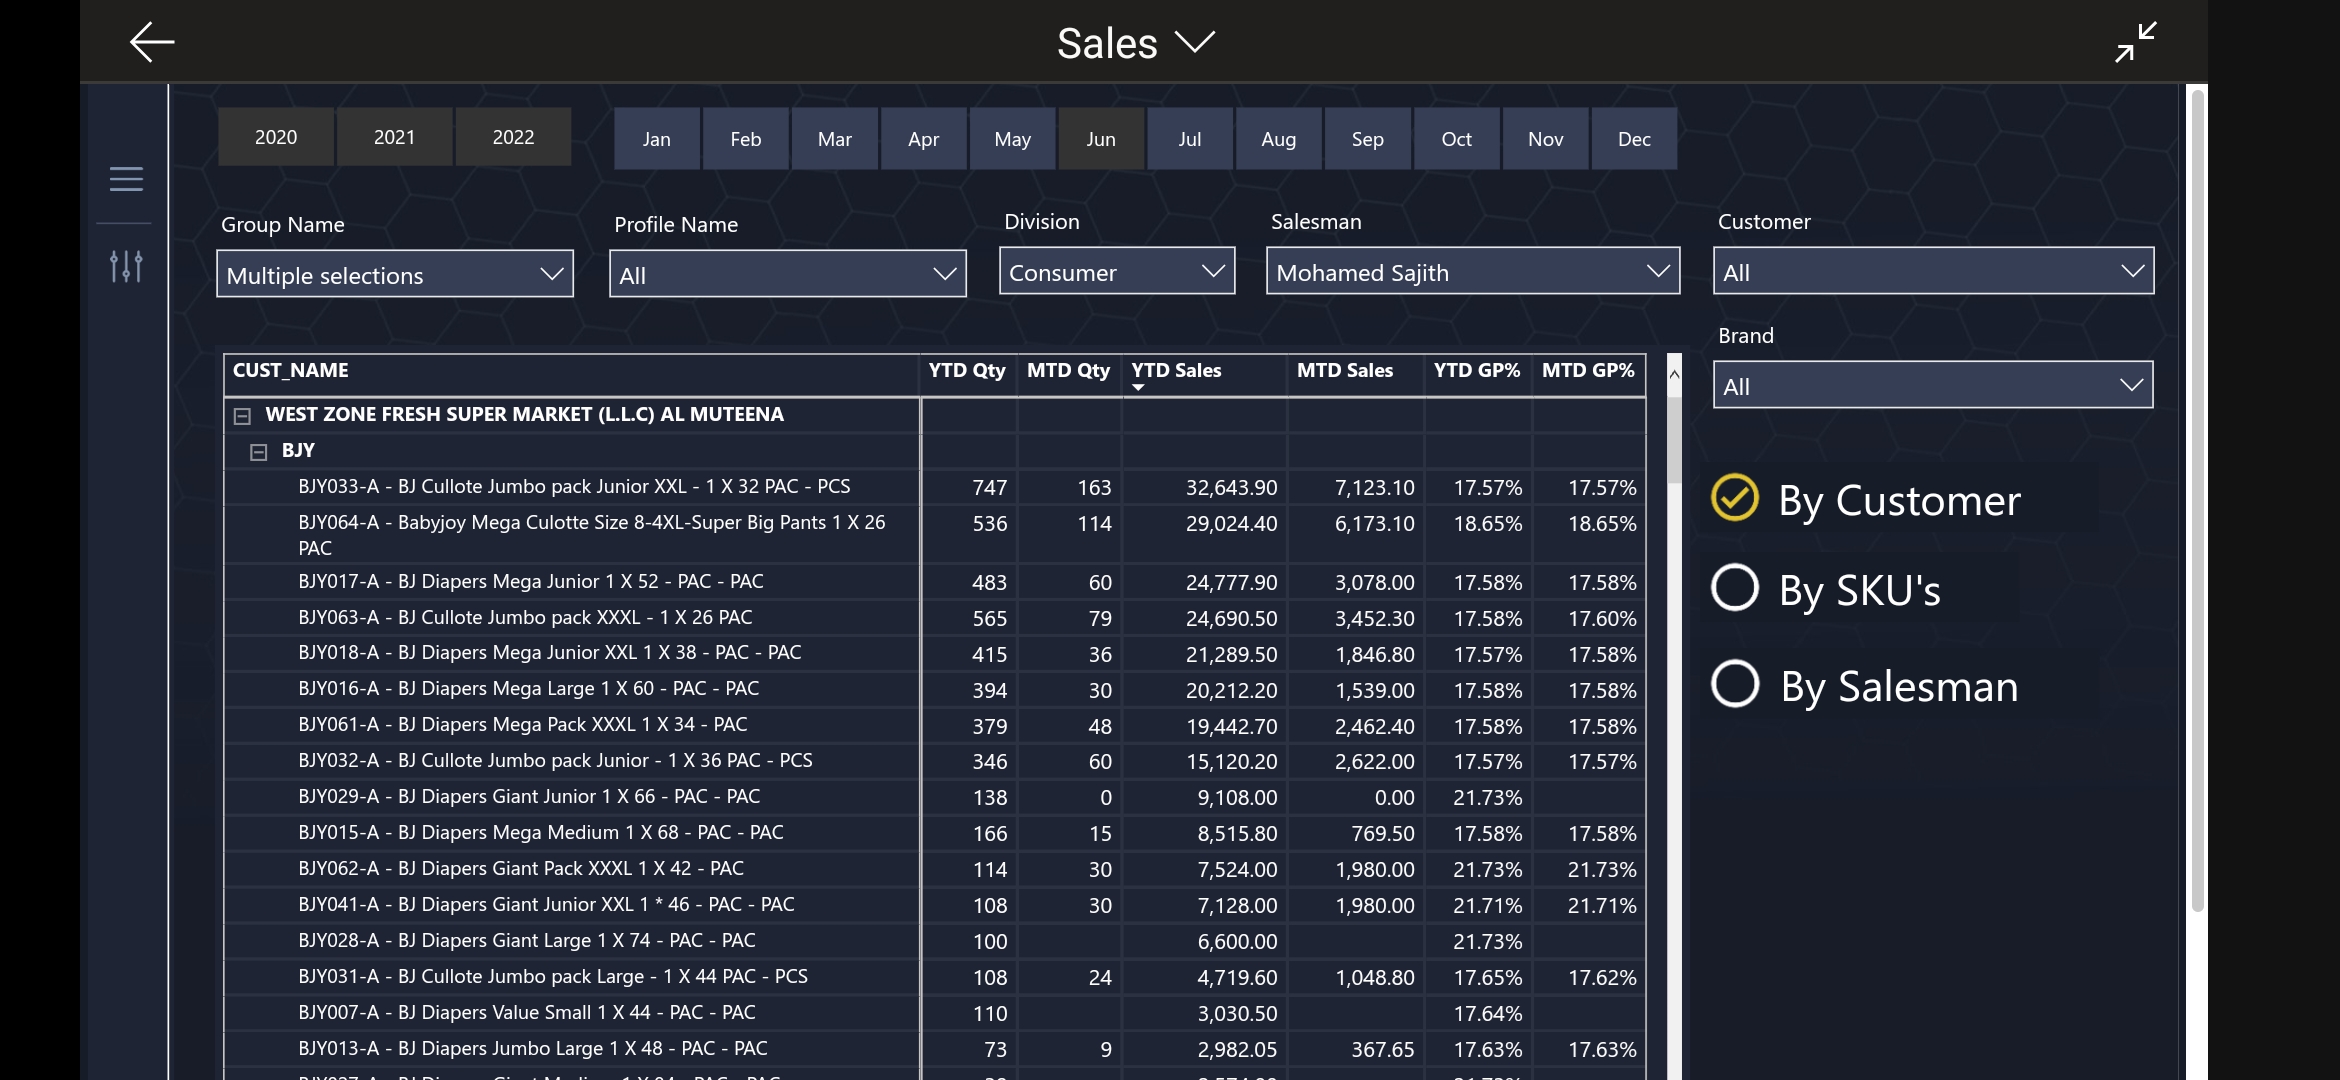 Sales
2020 2021 2022 Jan Feb Mar Apr May Jun Jul Aug Sep Oct Nov Dec
Group Name Profile Name Division Salesman Customer
Multiple selections All Consumer Mohamed Sajith All
Brand
All
CUST_NAME YTD Qty MTD Qty YTD Sales MTD Sales YTD GP% MTD GP%
WEST ZONE FRESH SUPER MARKET (L.L.C) AL MUTEENA
BJY
BJY033-A - BJ Cullote Jumbo pack Junior XXL - 1 X 32 PAC - PCS 747 163 32,643.90 7,123.10 17.57% 17.57%
BJY064-A - Babyjoy Mega Culotte Size 8-4XL-Super Big Pants 1 X 26 536 114 29,024.40 6,173.10 18.65% 18.65%
PAC
BJY017-A - BJ Diapers Mega Junior 1 X 52 - PAC - PAC 483 60 24,777.90 3,078.00 17.58% 17.58%
BJY063-A - BJ Cullote Jumbo pack XXXL - 1 X 26 PAC 565 79 24,690.50 3,452.30 17.58% 17.60%
BJY018-A - BJ Diapers Mega Junior XXL 1 X 38 - PAC - PAC 415 36 21,289.50 1,846.80 17.57% 17.58%
BJY016-A - BJ Diapers Mega Large 1 X 60 - PAC - PAC 394 30 20,212.20 1,539.00 17.58% 17.58%
BJY061-A - BJ Diapers Mega Pack XXXL 1 X 34 - PAC 379 48 19,442.70 2,462.40 17.58% 17.58%
BJY032-A - BJ Cullote Jumbo pack Junior - 1 X 36 PAC - PCS 346 60 15,120.20 2,622.00 17.57% 17.57%
BJY029-A - BJ Diapers Giant Junior 1 X 66 - PAC - PAC 138 0 9,108.00 0.00 21.73%
BJY015-A - BJ Diapers Mega Medium 1 X 68 - PAC - PAC 166 15 8,515.80 769.50 17.58% 17.58%
BJY062-A - BJ Diapers Giant Pack XXXL 1 X 42 - PAC 114 30 7,524.00 1,980.00 21.73% 21.73%
BJY041-A - BJ Diapers Giant Junior XXL 1 * 46 - PAC - PAC 108 30 7,128.00 1,980.00 21.71% 21.71%
BJY028-A - BJ Diapers Giant Large 1 X 74 - PAC - PAC 100 6,600.00 21.73%
BJY031-A - BJ Cullote Jumbo pack Large - 1 X 44 PAC - PCS 108 24 4,719.60 1,048.80 17.65% 17.62%
BJY007-A - BJ Diapers Value Small 1 X 44 - PAC - PAC 110 3,030.50 17.64%
BJY013-A - BJ Diapers Jumbo Large 1 X 48 - PAC - PAC 73 9 2,982.05 367.65 17.63% 17.63%
By Customer
By SKU's
By Salesman